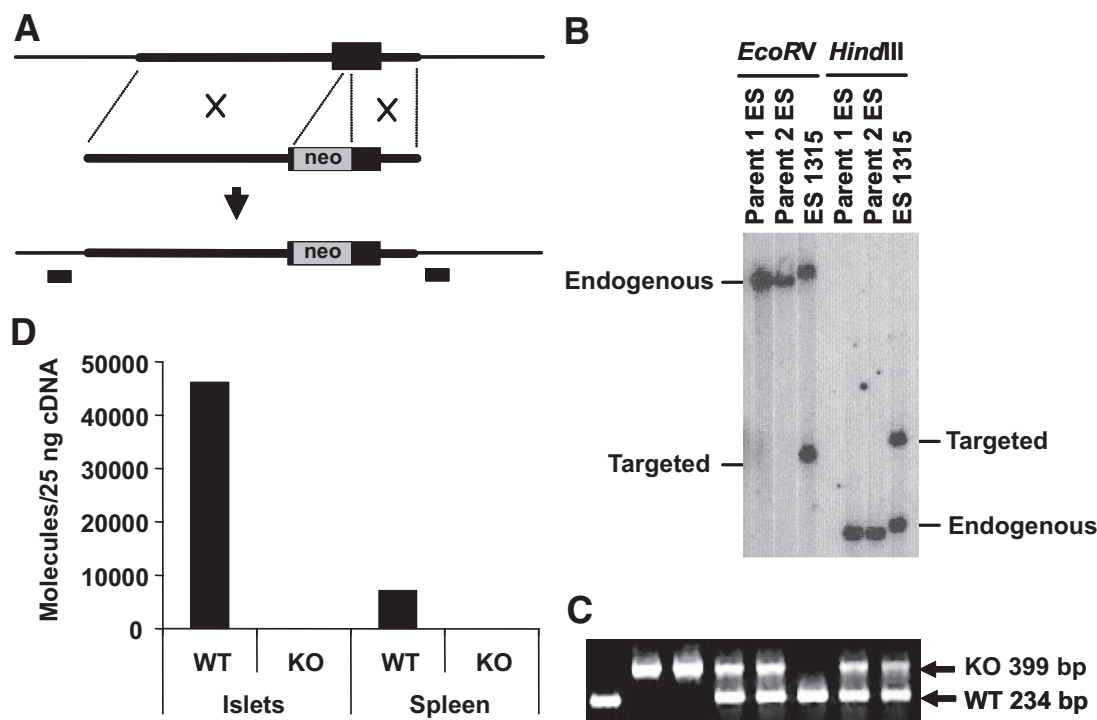 A
neo
neo
B
EcoRV HindIII
Parent 1 ES
Parent 2 ES
ES 1315
Parent 1 ES
Parent 2 ES
ES 1315
Endogenous
Targeted
Targeted
Endogenous
D
Molecules/25 ng cDNA
50000
40000
30000
20000
10000
0
WT KO WT KO
Islets Spleen
C
KO 399 bp
WT 234 bp